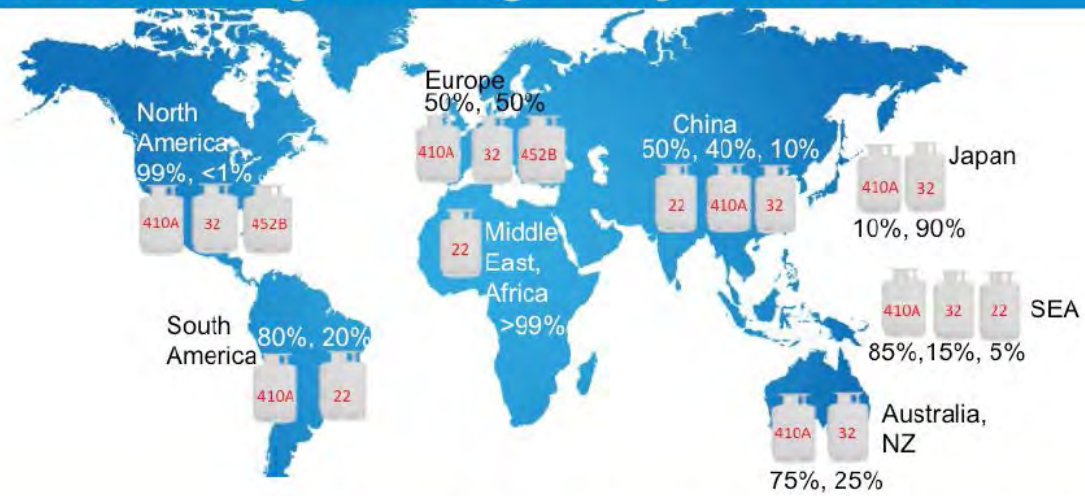 North
America
99%, <1%
410A 32 452B
Europe
50%, 50%
410A 32 452B
China
50%, 40%, 10%
22 410A 32
Japan
410A 32
10%, 90%
22
Middle
East,
Africa
>99%
SEA
410A 32 22
85%,15%, 5%
South
America
80%, 20%
410A 22
Australia,
NZ
410A 32
75%, 25%